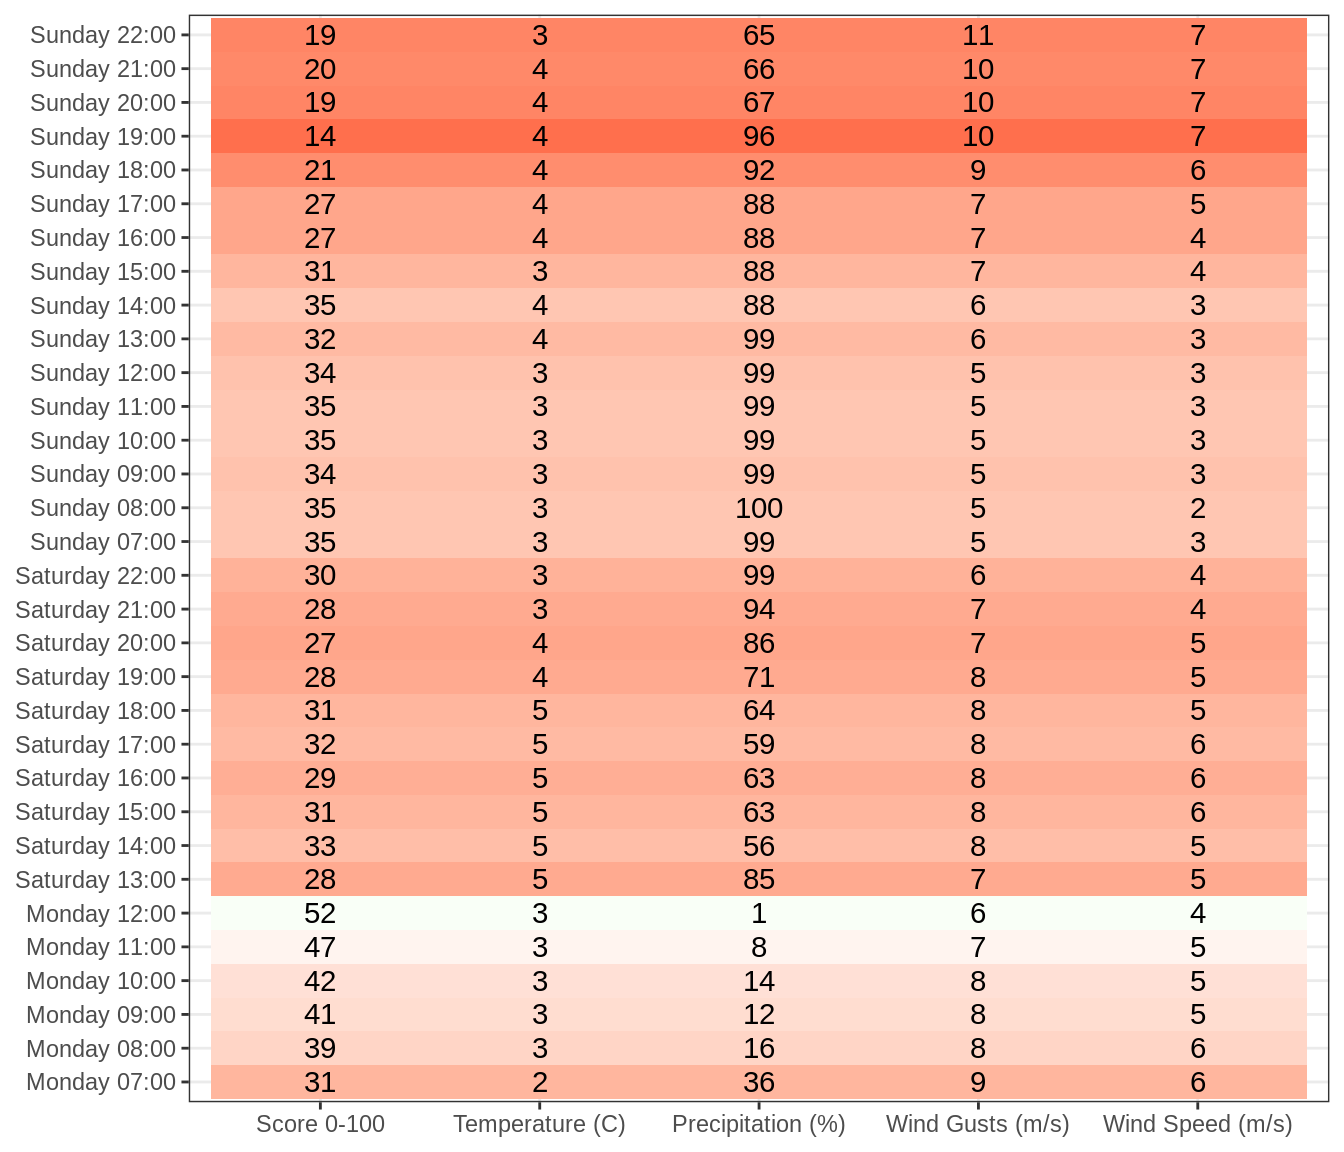 Sunday 22:00 19 3 65 11 7
Sunday 21:00 20 4 66 10 7
Sunday 20:00 19 4 67 10 7
Sunday 19:00 14 4 96 10 7
Sunday 18:00 21 4 92 9 6
Sunday 17:00 27 4 88 7 5
Sunday 16:00 27 4 88 7 4
Sunday 15:00 31 3 88 7 4
Sunday 14:00 35 4 88 6 3
Sunday 13:00 32 4 99 6 3
Sunday 12:00 34 3 99 5 3
Sunday 11:00 35 3 99 5 3
Sunday 10:00 35 3 99 5 3
Sunday 09:00 34 3 99 5 3
Sunday 08:00 35 3 100 5 2
Sunday 07:00 35 3 99 5 3
Saturday 22:00 30 3 99 6 4
Saturday 21:00 28 3 94 7 4
Saturday 20:00 27 4 86 7 5
Saturday 19:00 28 4 71 8 5
Saturday 18:00 31 5 64 8 5
Saturday 17:00 32 5 59 8 6
Saturday 16:00 29 5 63 8 6
Saturday 15:00 31 5 63 8 6
Saturday 14:00 33 5 56 8 5
Saturday 13:00 28 5 85 7 5
Monday 12:00 52 3 1 6 4
Monday 11:00 47 3 8 7 5
Monday 10:00 42 3 14 8 5
Monday 09:00 41 3 12 8 5
Monday 08:00 39 3 16 8 6
Monday 07:00 31 2 36 9 6
Score 0-100 Temperature (C) Precipitation (%) Wind Gusts (m/s) Wind Speed (m/s)